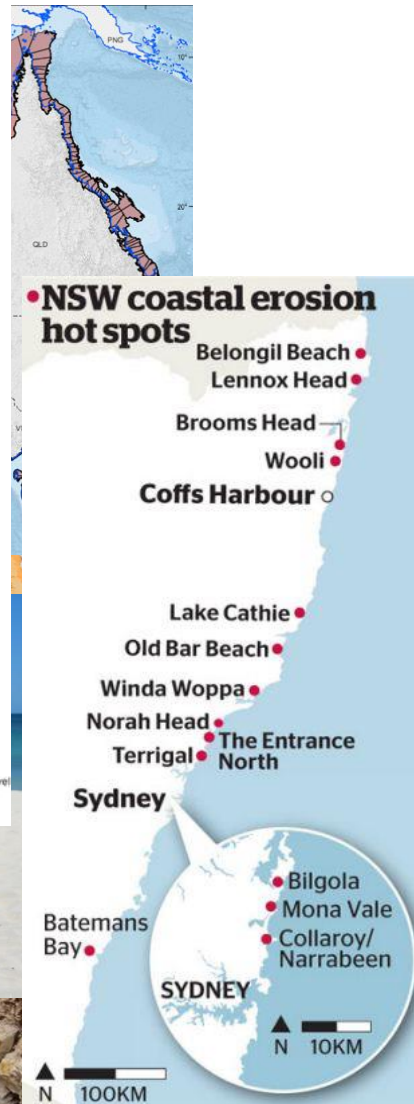 PNG
10°
20°
QLD
NSW coastal erosion
hot spots
Belongil Beach
Lennox Head
Brooms Head
Wooli
Coffs Harbour
Lake Cathie
Old Bar Beach
Winda Woppa
Norah Head
The Entrance
North
Terrigal
Sydney
Bilgola
Mona Vale
Collaroy/
Narrabeen
SYDNEY
Batemans
Bay
N
10KM
N
100KM